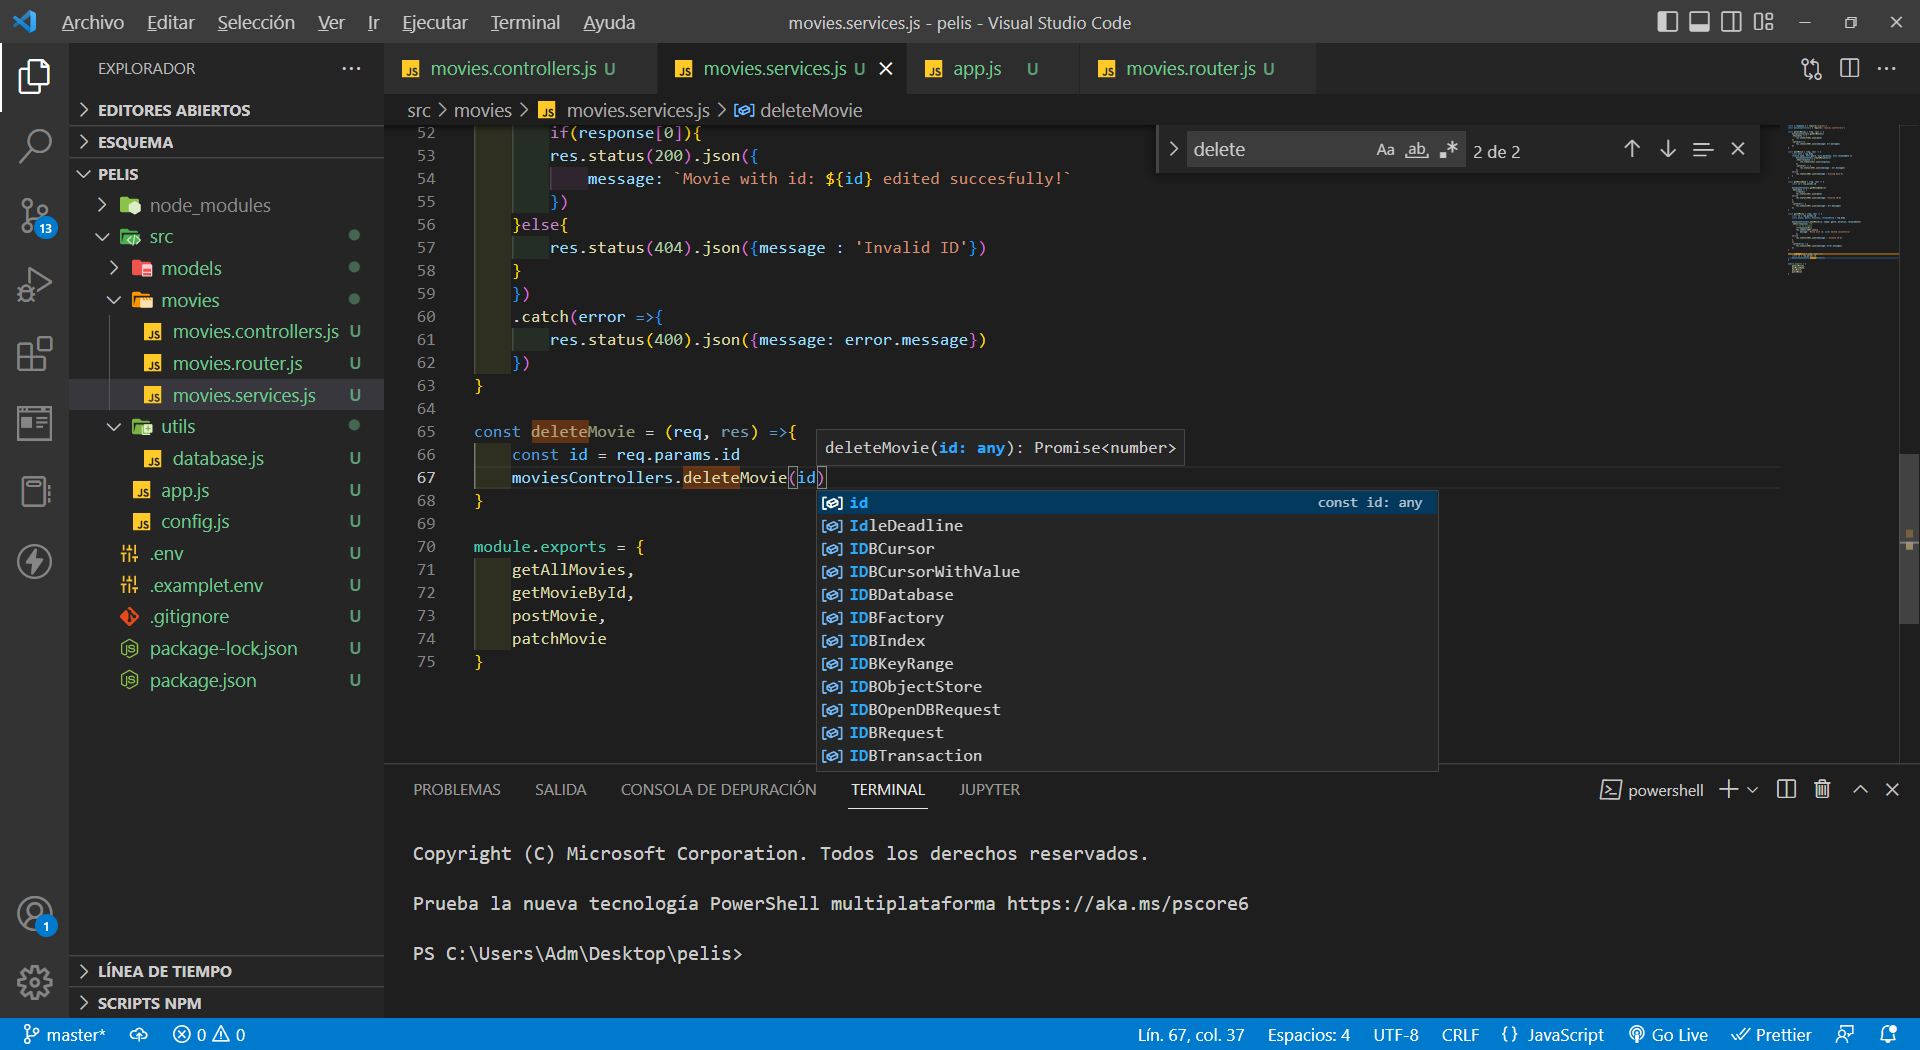 Archivo Editar Selección Ver Ir Ejecutar Terminal Ayuda
movies.services.js - pelis - Visual Studio Code
EXPLORADOR
EDITORES ABIERTOS
ESQUEMA
PELIS
node_modules
src
models
movies
movies.controllers.js U
movies.router.js U
movies.services.js U
utils
database.js U
app.js U
config.js U
.env U
.examplet.env U
.gitignore U
package-lock.json U
package.json U
LÍNEA DE TIEMPO
SCRIPTS NPM
13
1
JS movies.controllers.js U
JS movies.services.js U
JS app.js U
JS movies.router.js U
src > movies > JS movies.services.js > deleteMovie
delete Aa ab .* 2 de 2
52 if(response[0]){
53 res.status(200).json({
54 message: `Movie with id: ${id} edited succesfully!`
55 })
56 }else{
57 res.status(404).json({message : 'Invalid ID'})
58 }
59 })
60 .catch(error =>{
61 res.status(400).json({message: error.message})
62 })
63 }
64
65 const deleteMovie = (req, res) =>{
66 const id = req.params.id
67 moviesControllers.deleteMovie(id)
68 }
69
70 module.exports = {
71 getAllMovies,
72 getMovieById,
73 postMovie,
74 patchMovie
75 }
deleteMovie(id: any): Promise<number>
id const id: any
IdleDeadline
IDBCursor
IDBCursorWithValue
IDBDatabase
IDBFactory
IDBIndex
IDBKeyRange
IDBObjectStore
IDBOpenDBRequest
IDBRequest
IDBTransaction
PROBLEMAS SALIDA CONSOLA DE DEPURACIÓN TERMINAL JUPYTER
powershell
Copyright (C) Microsoft Corporation. Todos los derechos reservados.
Prueba la nueva tecnología PowerShell multiplataforma https://aka.ms/pscore6
PS C:\Users\Adm\Desktop\pelis>
master* 0 0
Lín. 67, col. 37 Espacios: 4 UTF-8 CRLF {} JavaScript Go Live Prettier